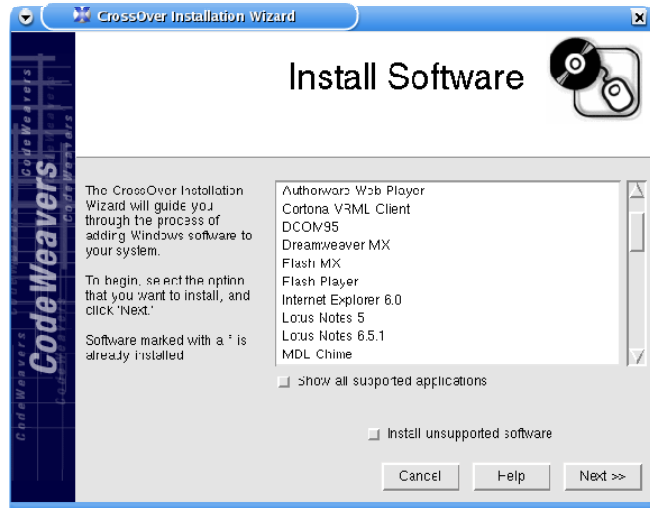 CrossOver Installation Wizard
Install Software
CodeWeavers
The CrossOver Installation
Wizard will guide you
through the process of
adding Windows software to
your system.
To begin, select the option
that you want to install, and
click 'Next.'
Software marked with a * is
already installed
Authorware Web Player
Cortona VRML Client
DCOM95
Dreamweaver MX
Flash MX
Flash Player
Internet Explorer 6.0
Lotus Notes 5
Lotus Notes 6.5.1
MDL Chime
Show all supported applications
Install unsupported software
Cancel
Help
Next >>